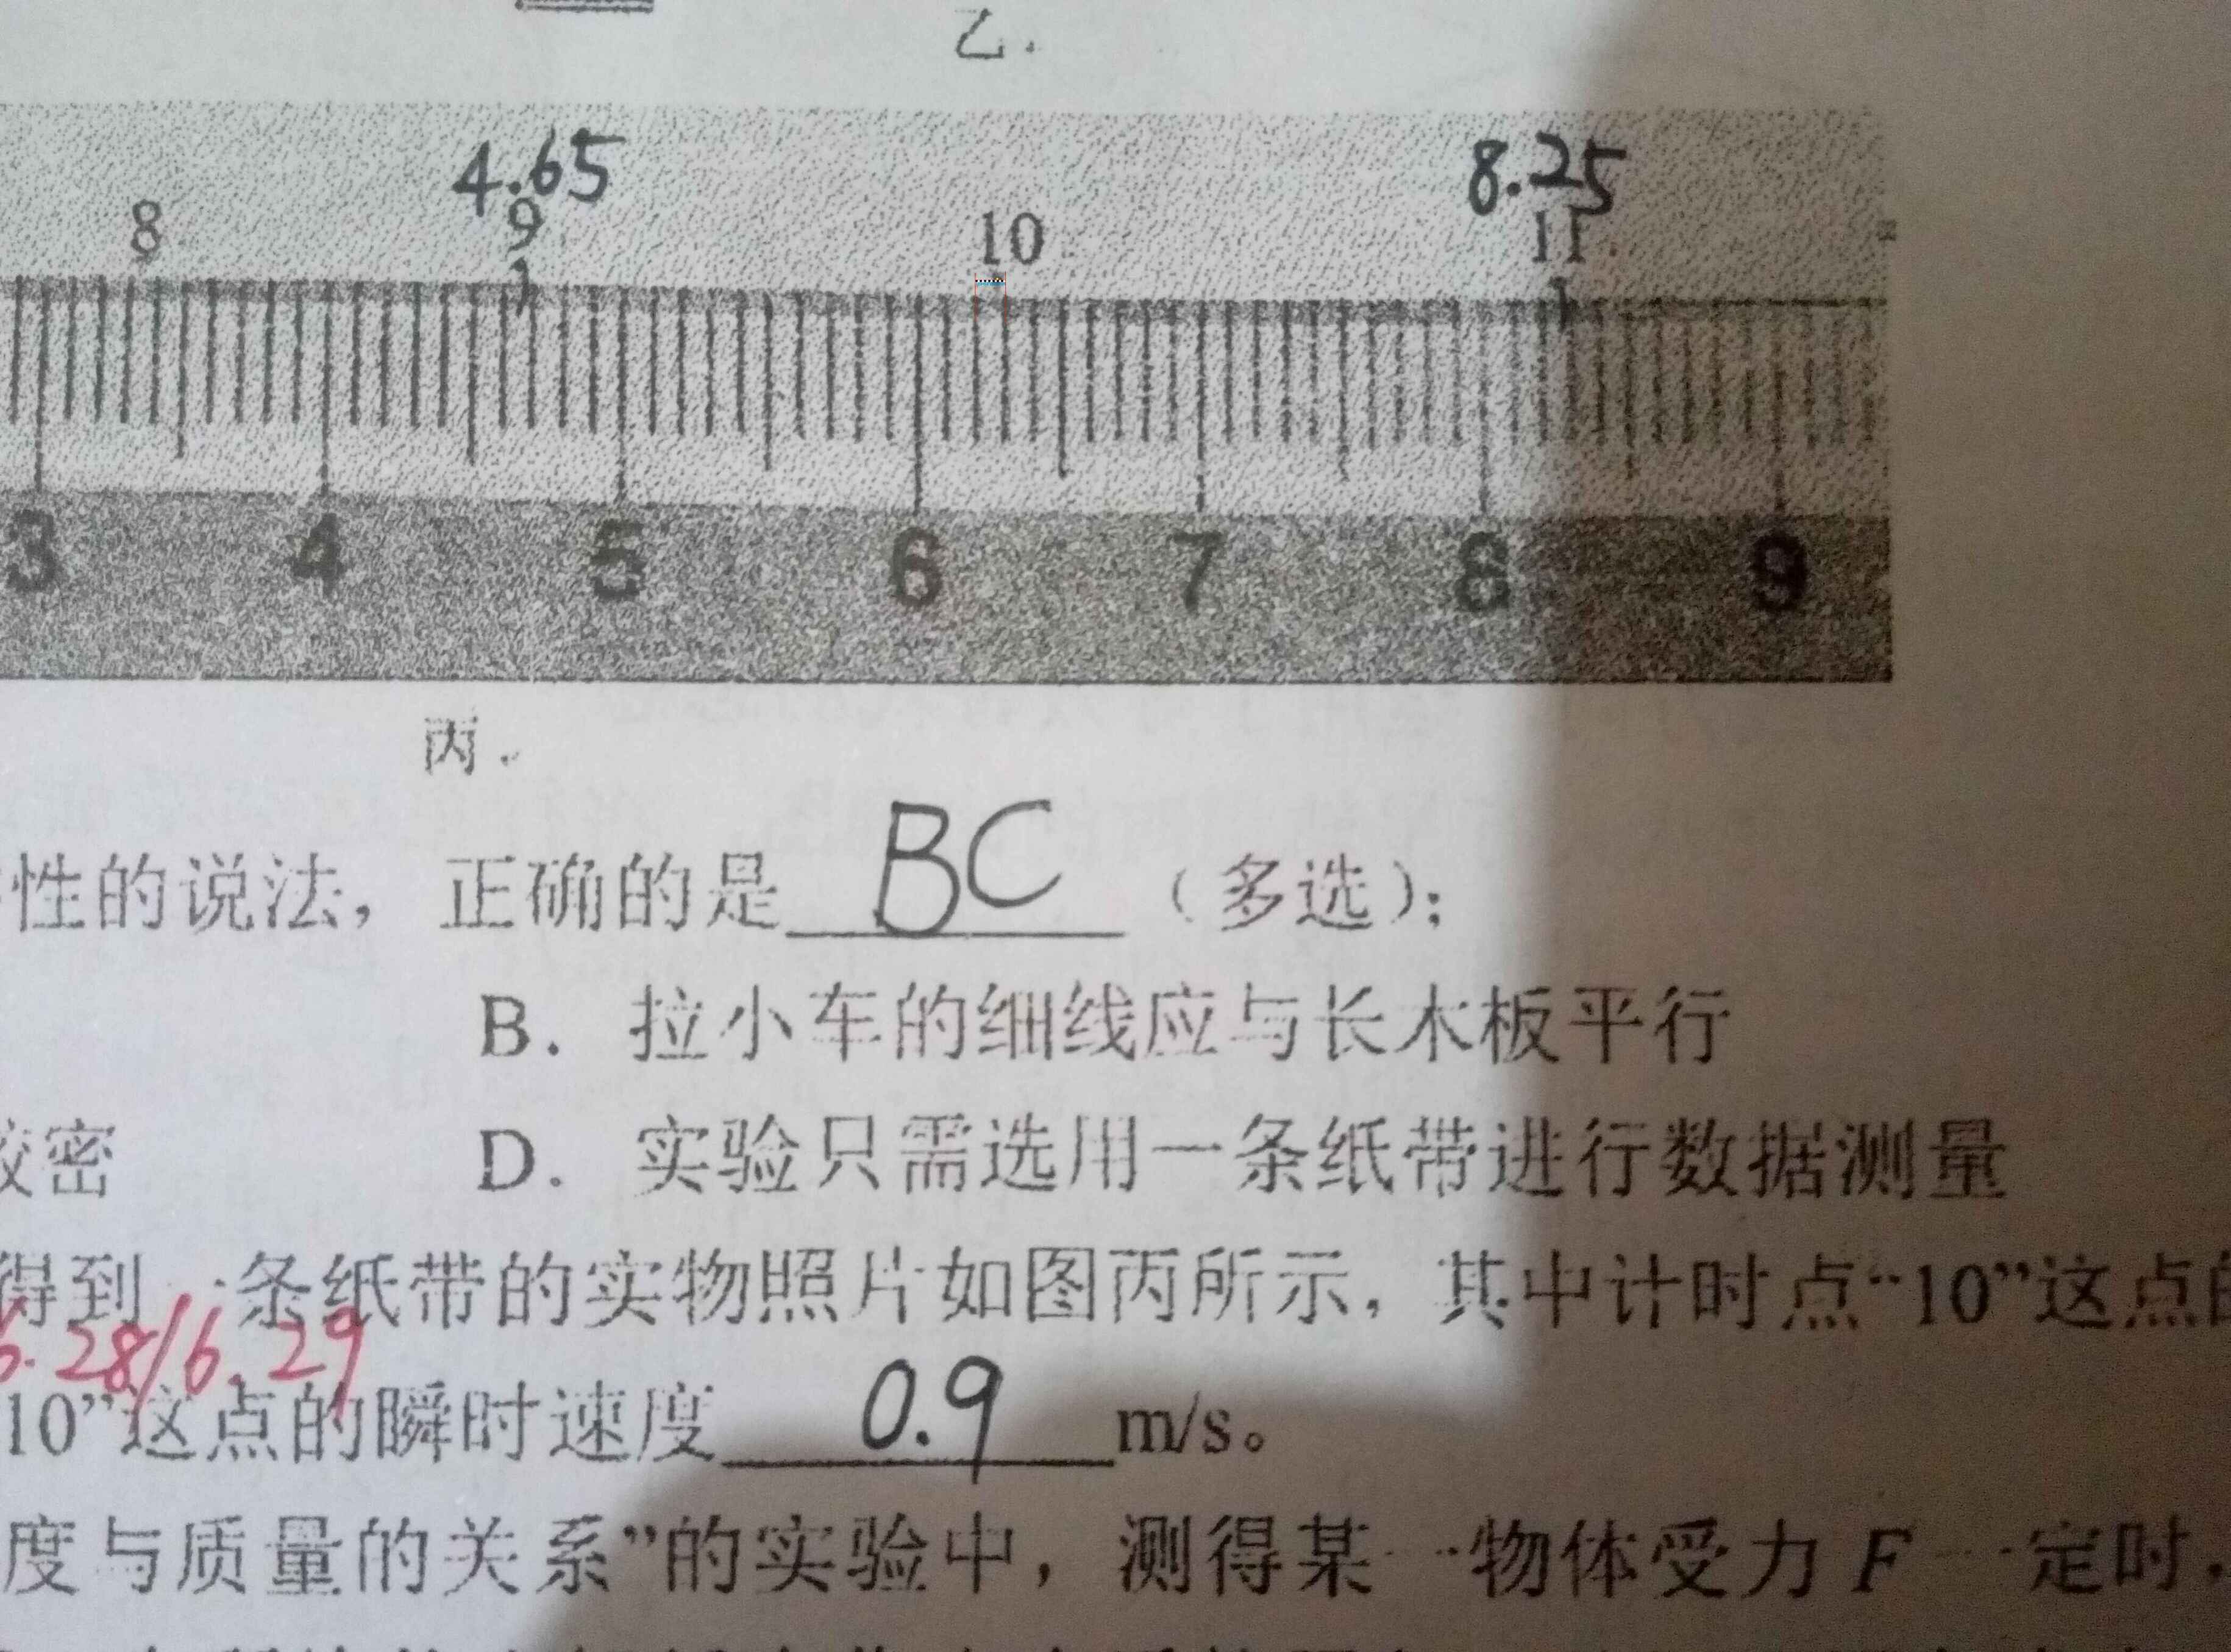 乙.
4.65 8.25
8 9 10 11
3 4 5 6 7 8 9
丙.
性的说法，正确的是 BC （多选）；
B. 拉小车的细线应与长木板平行
较密 D. 实验只需选用一条纸带进行数据测量
得到一条纸带的实物照片如图丙所示，其中计时点“10”这点的
6.28/6.29
10”这点的瞬时速度 0.9 m/s。
度与质量的关系”的实验中，测得某一物体受力 F 一定时，